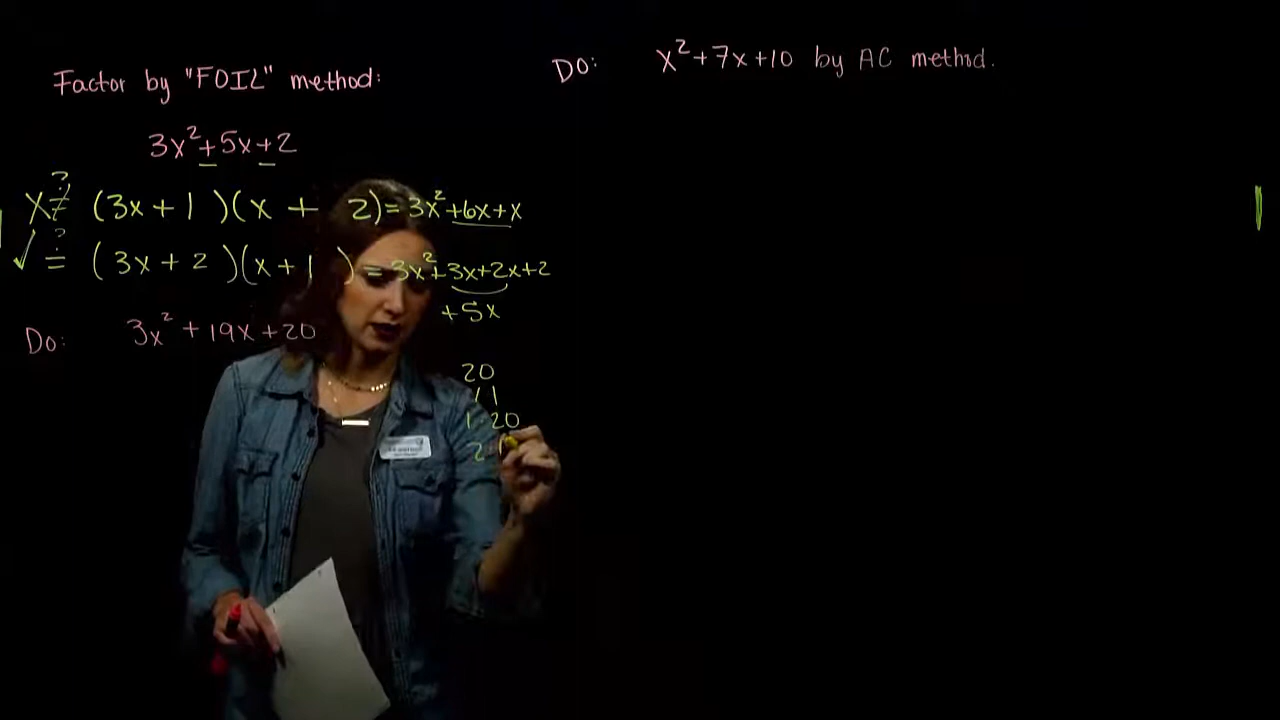 Factor by "FOIL" method:
3x²+5x+2
X ≟ (3x+1)(x+2)=3x²+6x+x
✓ ≟ (3x+2)(x+1)=3x²+3x+2x+2
+5x
Do: 3x²+19x+20
20
1·20
2·1
Do: x²+7x+10 by AC method.